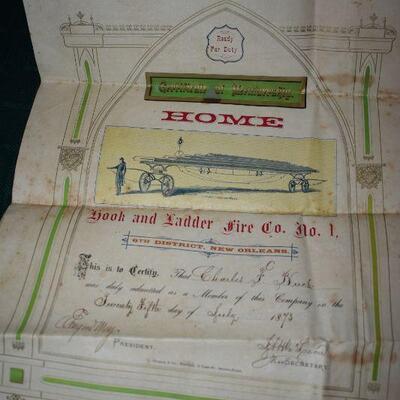 Ready
For Duty
Certificate of Membership.
HOME
Hook and Ladder Fire Co. No. 1,
6TH DISTRICT, NEW ORLEANS.
This is to Certify, That Charles F
was duly admitted as a Member of this Company on the
Twenty Fifth day of July 1873
PRESIDENT.
SECRETARY